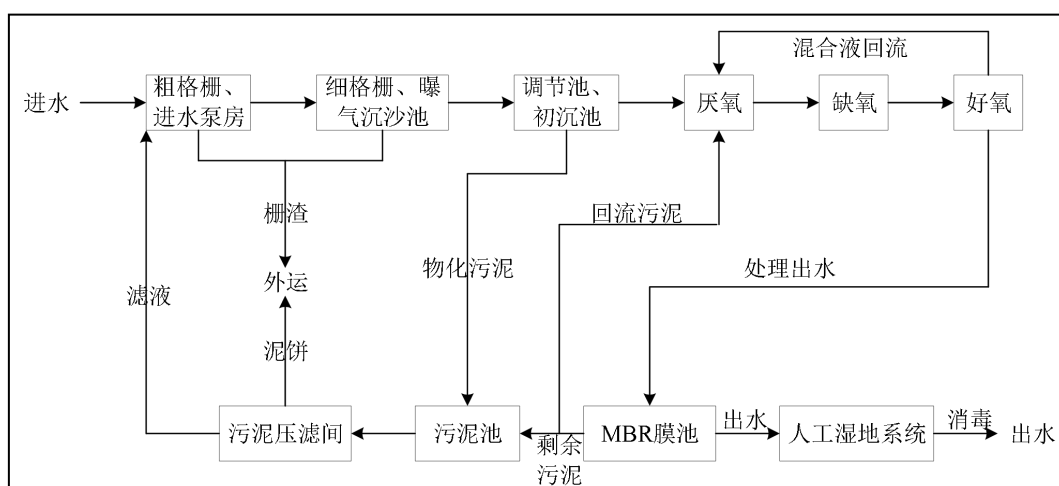 混合液回流
进水
粗格栅、
进水泵房
细格栅、曝
气沉沙池
调节池、
初沉池
厌氧
缺氧
好氧
栅渣
回流污泥
物化污泥
处理出水
外运
滤液
泥饼
污泥压滤间
污泥池
剩余
污泥
MBR膜池
出水
人工湿地系统
消毒
出水